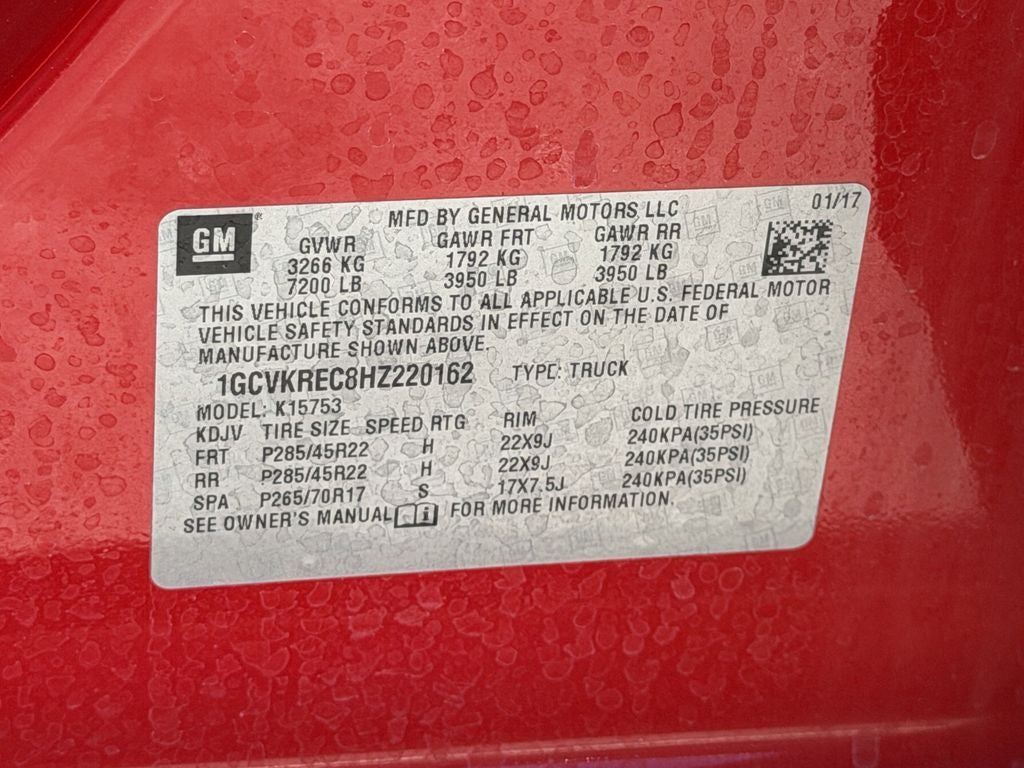 GM ®
MFD BY GENERAL MOTORS LLC 01/17
GVWR GAWR FRT GAWR RR
3266 KG 1792 KG 1792 KG
7200 LB 3950 LB 3950 LB
THIS VEHICLE CONFORMS TO ALL APPLICABLE U.S. FEDERAL MOTOR
VEHICLE SAFETY STANDARDS IN EFFECT ON THE DATE OF
MANUFACTURE SHOWN ABOVE.
1GCVKREC8HZ220162 TYPE: TRUCK
MODEL: K15753
KDJV TIRE SIZE SPEED RTG RIM COLD TIRE PRESSURE
FRT P285/45R22 H 22X9J 240KPA(35PSI)
RR P285/45R22 H 22X9J 240KPA(35PSI)
SPA P265/70R17 S 17X7.5J 240KPA(35PSI)
SEE OWNER'S MANUAL i FOR MORE INFORMATION.